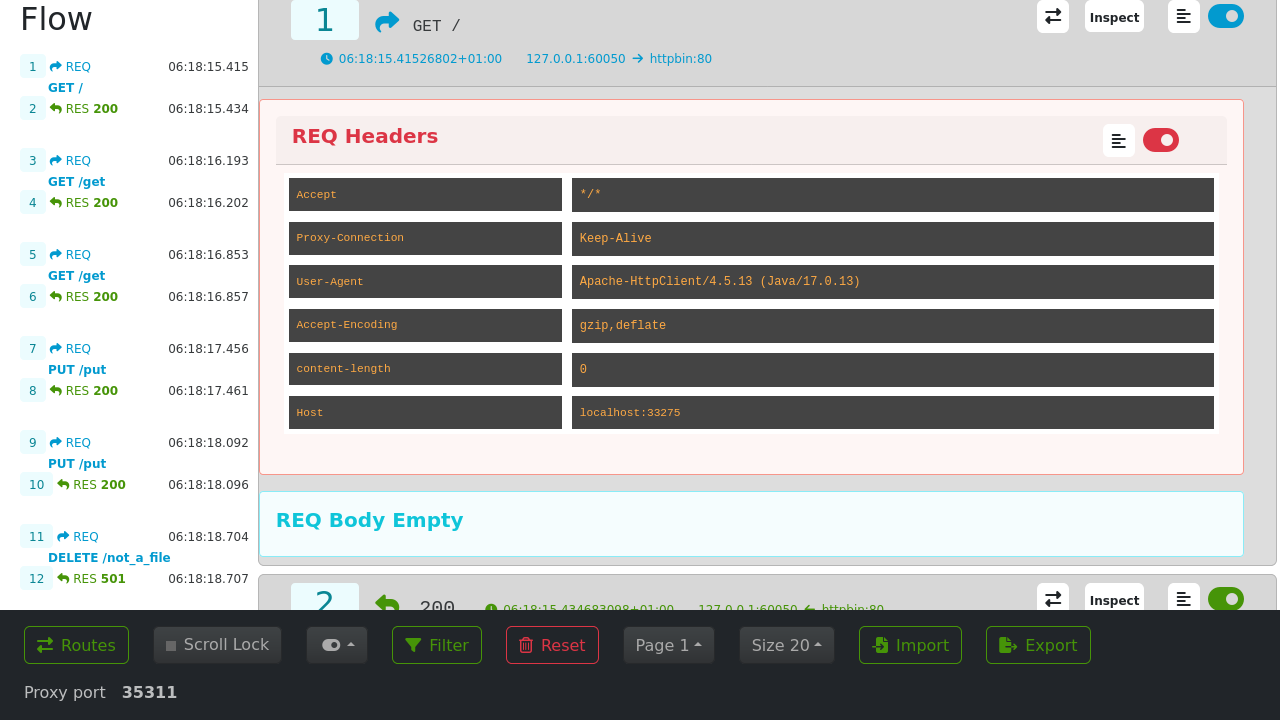 Flow
1 REQ 06:18:15.415
GET /
2 RES 200 06:18:15.434
3 REQ 06:18:16.193
GET /get
4 RES 200 06:18:16.202
5 REQ 06:18:16.853
GET /get
6 RES 200 06:18:16.857
7 REQ 06:18:17.456
PUT /put
8 RES 200 06:18:17.461
9 REQ 06:18:18.092
PUT /put
10 RES 200 06:18:18.096
11 REQ 06:18:18.704
DELETE /not_a_file
12 RES 501 06:18:18.707
1 GET / Inspect
06:18:15.41526802+01:00 127.0.0.1:60050 → httpbin:80
REQ Headers
Accept */*
Proxy-Connection Keep-Alive
User-Agent Apache-HttpClient/4.5.13 (Java/17.0.13)
Accept-Encoding gzip,deflate
content-length 0
Host localhost:33275
REQ Body Empty
2 200 06:18:15.434683098+01:00 127.0.0.1:60050 ← httpbin:80 Inspect
Routes Scroll Lock Filter Reset Page 1 Size 20 Import Export
Proxy port 35311